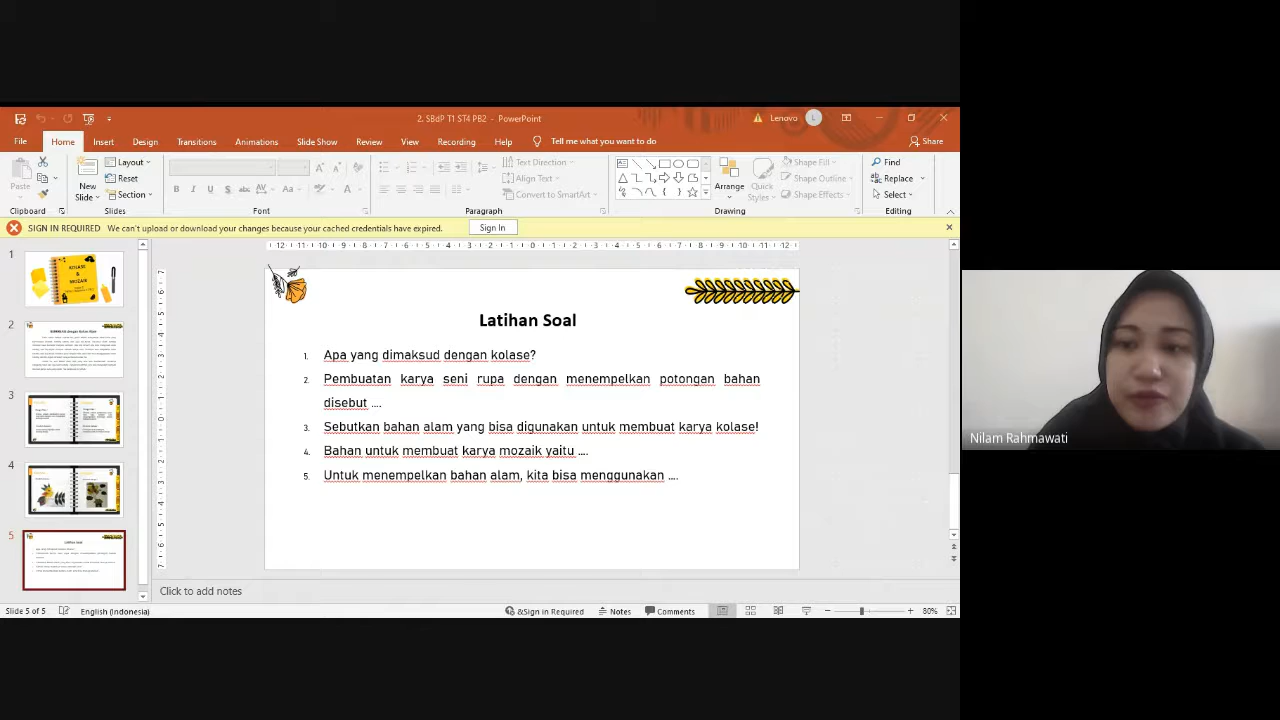 2. SBdP T1 ST4 PB2 - PowerPoint
Lenovo
L
File
Home
Insert
Design
Transitions
Animations
Slide Show
Review
View
Recording
Help
Tell me what you want to do
Share
Paste
New
Slide
Layout
Reset
Section
Text Direction
Align Text
Convert to SmartArt
Arrange
Quick
Styles
Shape Fill
Shape Outline
Shape Effects
Find
Replace
Select
Clipboard
Slides
Font
Paragraph
Drawing
Editing
SIGN IN REQUIRED We can't upload or download your changes because your cached credentials have expired.
Sign In
1
2
3
4
5
Latihan Soal
1. Apa yang dimaksud dengan kolase?
2. Pembuatan karya seni rupa dengan menempelkan potongan bahan
disebut ....
3. Sebutkan bahan alam yang bisa digunakan untuk membuat karya kolase!
4. Bahan untuk membuat karya mozaik yaitu ....
5. Untuk menempelkan bahan alam, kita bisa menggunakan ....
Nilam Rahmawati
Click to add notes
Slide 5 of 5
English (Indonesia)
&Sign in Required
Notes
Comments
80%